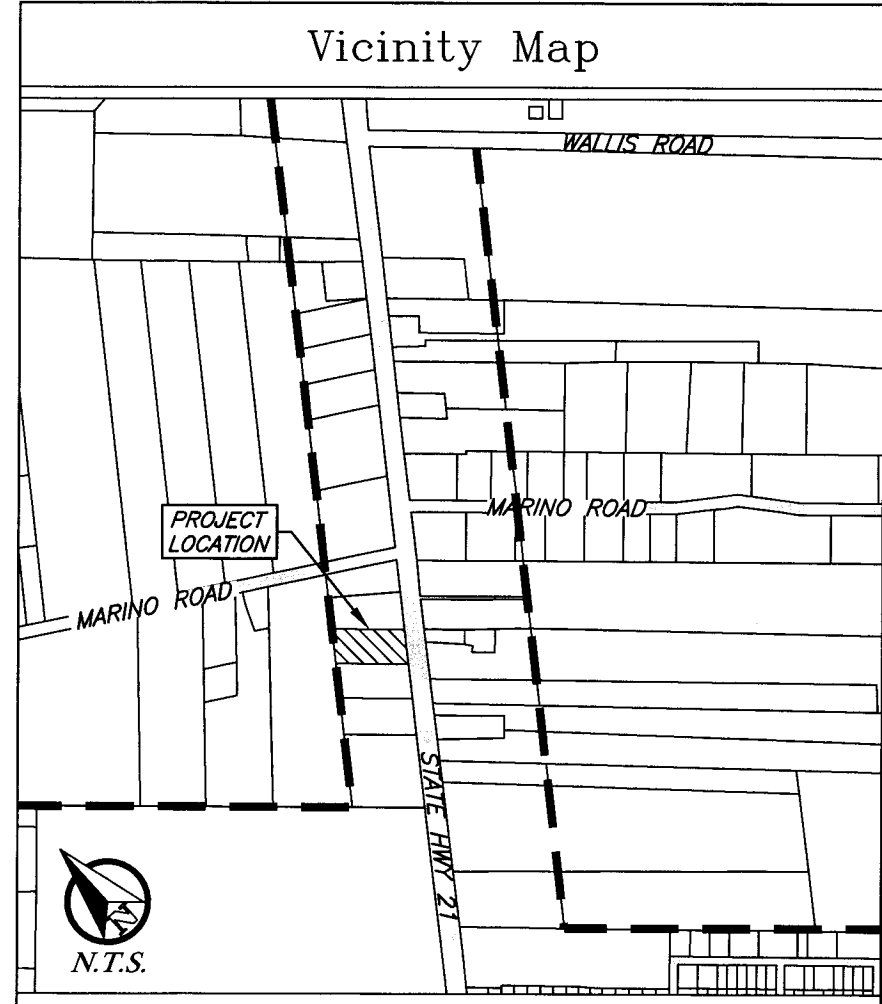 Vicinity Map
WALLIS ROAD
MARINO ROAD
PROJECT
LOCATION
MARINO ROAD
STATE HWY 21
N
N.T.S.